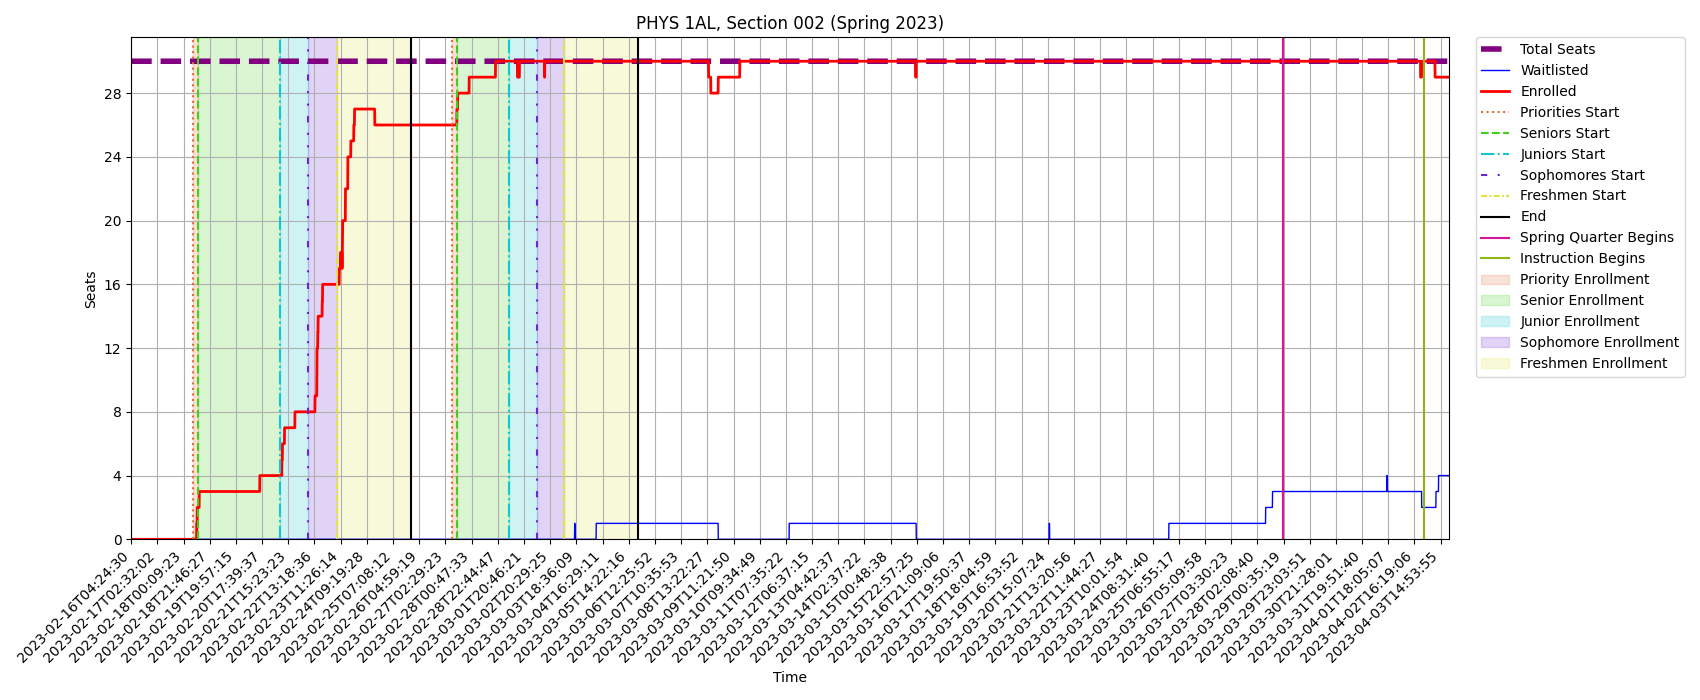 PHYS 1AL, Section 002 (Spring 2023)
Seats
28
24
20
16
12
8
4
0
2023-02-16T04:24:30
2023-02-17T02:32:02
2023-02-18T00:09:23
2023-02-18T21:46:27
2023-02-19T19:57:15
2023-02-20T17:39:37
2023-02-21T15:23:23
2023-02-22T13:18:36
2023-02-23T11:26:14
2023-02-24T09:19:28
2023-02-25T07:08:12
2023-02-26T04:59:19
2023-02-27T02:29:23
2023-02-28T00:47:33
2023-02-28T22:44:47
2023-03-01T20:46:21
2023-03-02T20:29:25
2023-03-03T18:36:09
2023-03-04T16:29:11
2023-03-05T14:22:16
2023-03-06T12:25:52
2023-03-07T10:35:53
2023-03-08T13:22:27
2023-03-09T11:21:50
2023-03-10T09:34:49
2023-03-11T07:35:22
2023-03-12T06:37:15
2023-03-13T04:42:37
2023-03-14T02:44:22
2023-03-15T00:48:38
2023-03-15T22:57:25
2023-03-16T21:09:06
2023-03-17T19:50:37
2023-03-18T18:04:59
2023-03-19T16:53:52
2023-03-20T15:07:24
2023-03-21T13:20:56
2023-03-22T11:44:27
2023-03-23T10:01:54
2023-03-24T08:31:40
2023-03-25T06:55:17
2023-03-26T05:09:58
2023-03-27T03:30:23
2023-03-28T02:08:40
2023-03-29T00:35:19
2023-03-29T23:03:51
2023-03-30T21:28:01
2023-03-31T19:51:40
2023-04-01T18:05:07
2023-04-02T16:19:06
2023-04-03T14:53:55
Time
Total Seats
Waitlisted
Enrolled
Priorities Start
Seniors Start
Juniors Start
Sophomores Start
Freshmen Start
End
Spring Quarter Begins
Instruction Begins
Priority Enrollment
Senior Enrollment
Junior Enrollment
Sophomore Enrollment
Freshmen Enrollment